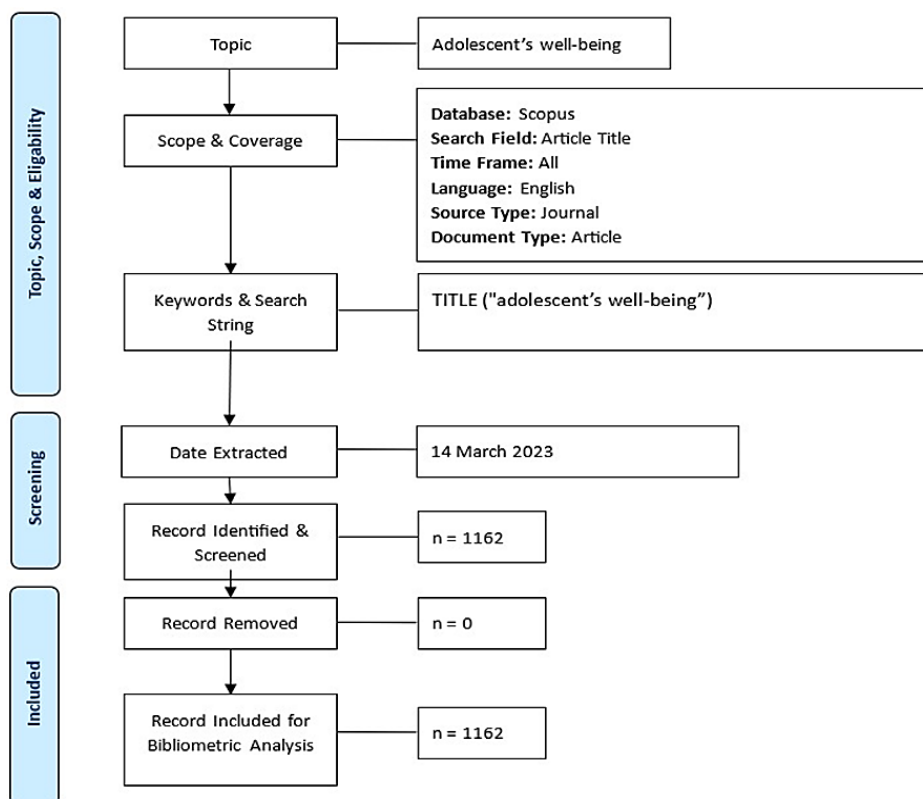 Topic, Scope & Eligability
Topic
Adolescent’s well-being
Scope & Coverage
Database: Scopus
Search Field: Article Title
Time Frame: All
Language: English
Source Type: Journal
Document Type: Article
Keywords & Search
String
TITLE ("adolescent’s well-being”)
Screening
Date Extracted
14 March 2023
Record Identified &
Screened
n = 1162
Included
Record Removed
n = 0
Record Included for
Bibliometric Analysis
n = 1162